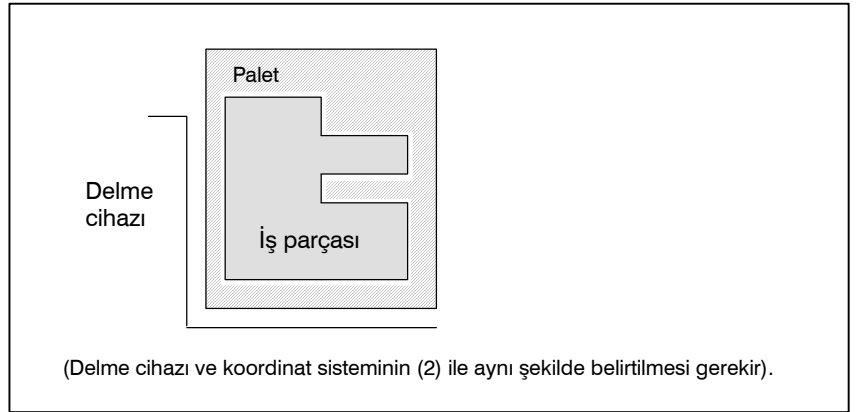 Palet
Delme
cihazı
İş parçası
(Delme cihazı ve koordinat sisteminin (2) ile aynı şekilde belirtilmesi gerekir).